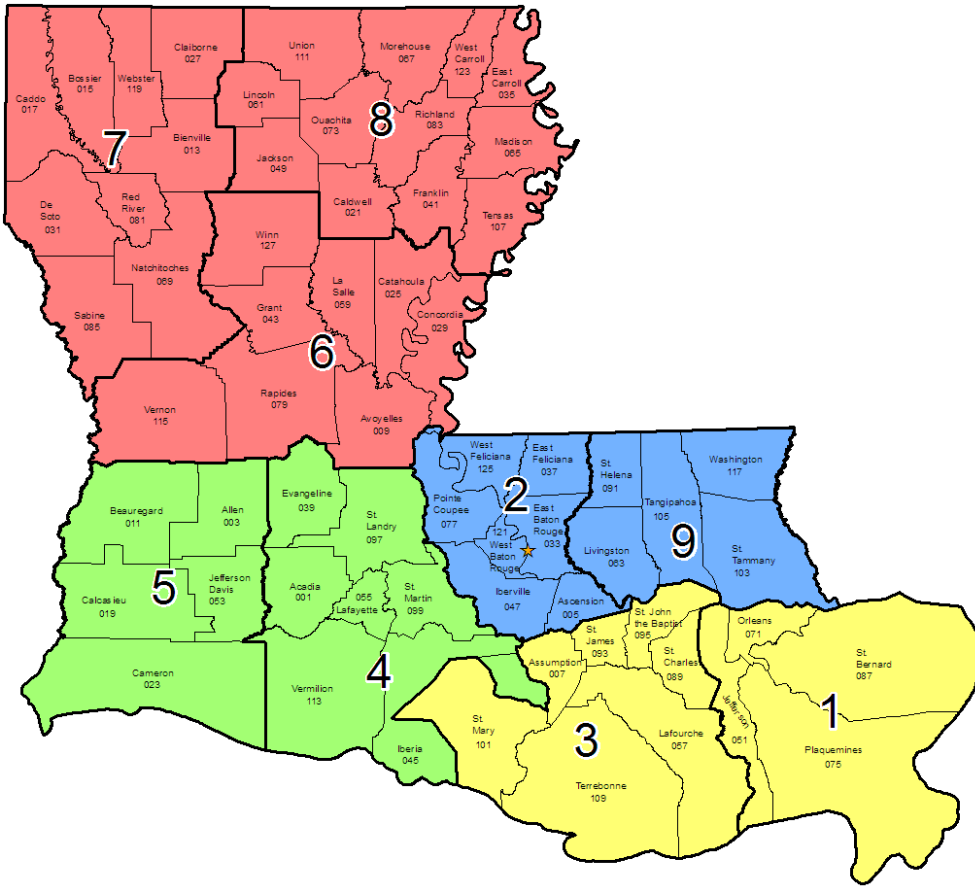 Claiborne
027
Union
111
Morehouse
067
West
Carroll
123
East
Carroll
035
Bossier
015
Webster
119
Caddo
017
Lincoln
061
Ouachita
073
8
Richland
083
Madison
065
7
Bienville
013
Jackson
049
Franklin
041
Caldwell
021
Tensas
107
De
Soto
031
Red
River
081
Winn
127
Natchitoches
069
La
Salle
059
Catahoula
025
Concordia
029
Sabine
085
Grant
043
6
Rapides
079
Vernon
115
Avoyelles
009
West
Feliciana
125
East
Feliciana
037
St
Helena
091
Washington
117
Beauregard
011
Allen
003
Evangeline
039
St.
Landry
097
Pointe
Coupee
077
2
East
Baton
Rouge
033
121
West
Baton
Rouge
Tangipahoa
105
9
Livingston
063
St.
Tammany
103
5
Calcasieu
019
Jefferson
Davis
053
Acadia
001
055
Lafayette
St.
Martin
099
Iberville
047
Ascension
005
St. John
the Baptist
095
St.
James
093
Orleans
071
St.
Bernard
087
Cameron
023
Vermilion
113
4
Assumption
007
St.
Charles
089
Iberia
045
St.
Mary
101
3
Lafourche
057
Jefferson
051
1
Plaquemines
075
Terrebonne
109